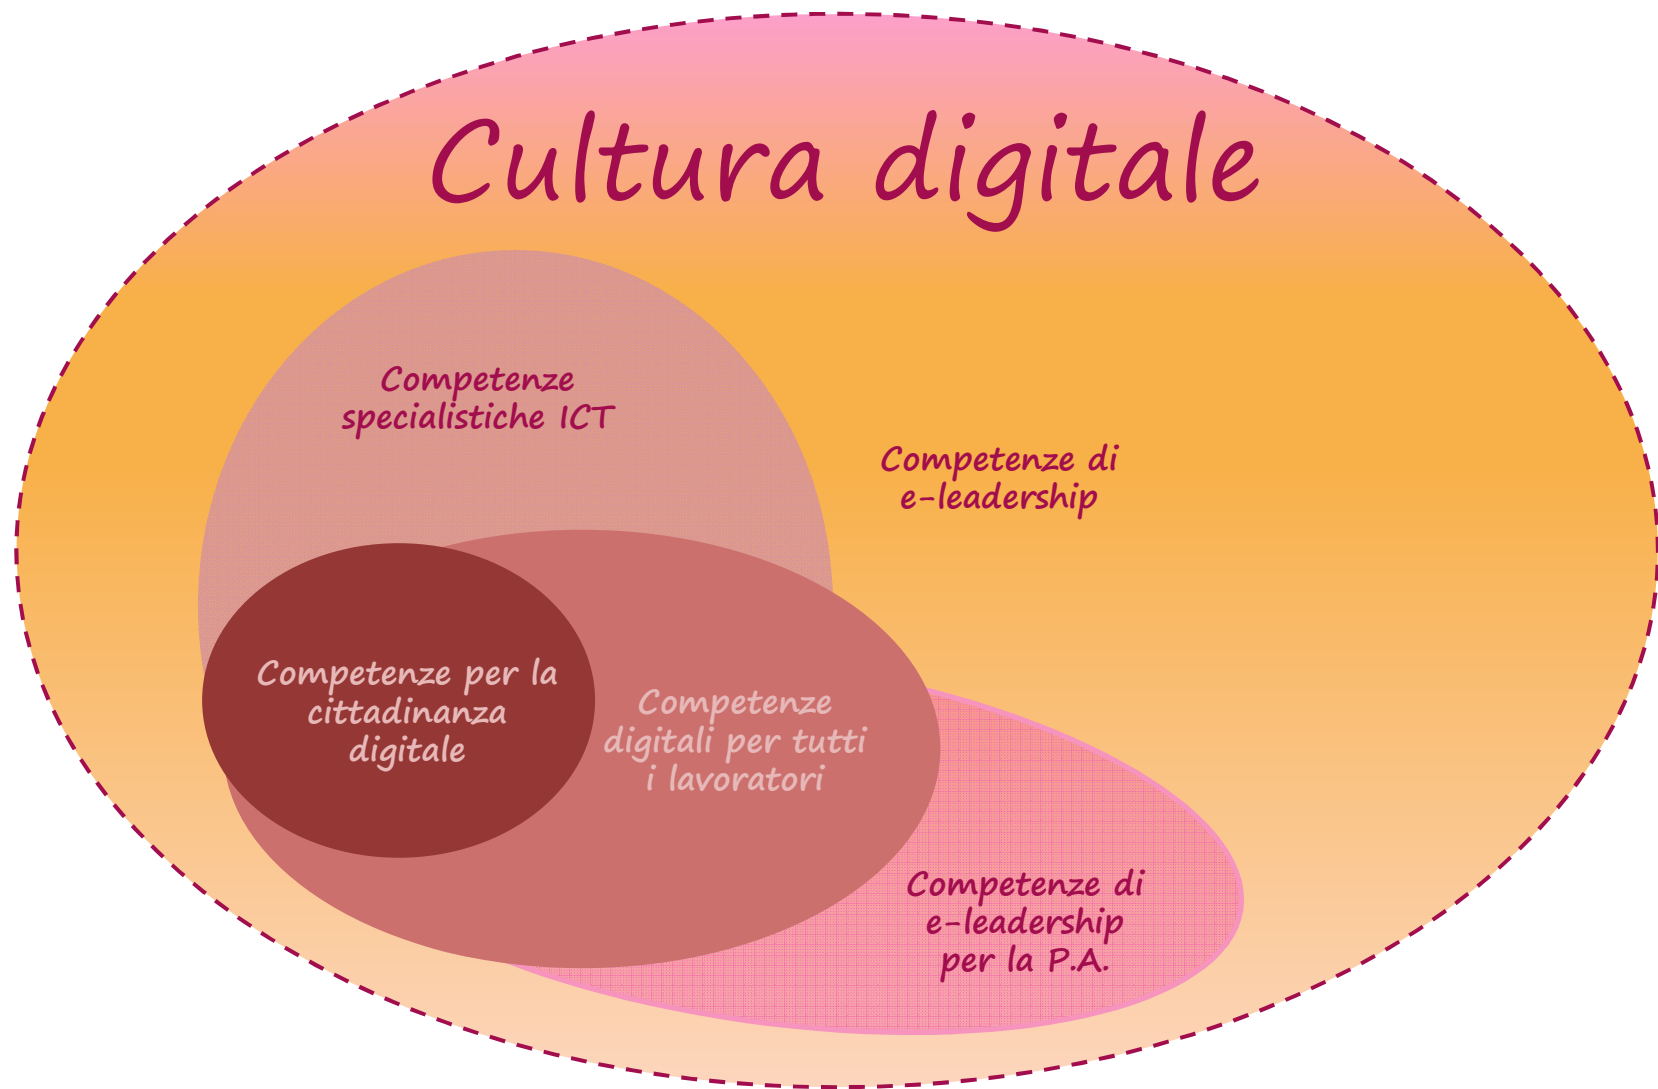 Cultura digitale
Competenze
specialistiche ICT
Competenze di
e-leadership
Competenze per la
cittadinanza
digitale
Competenze
digitali per tutti
i lavoratori
Competenze di
e-leadership
per la P.A.